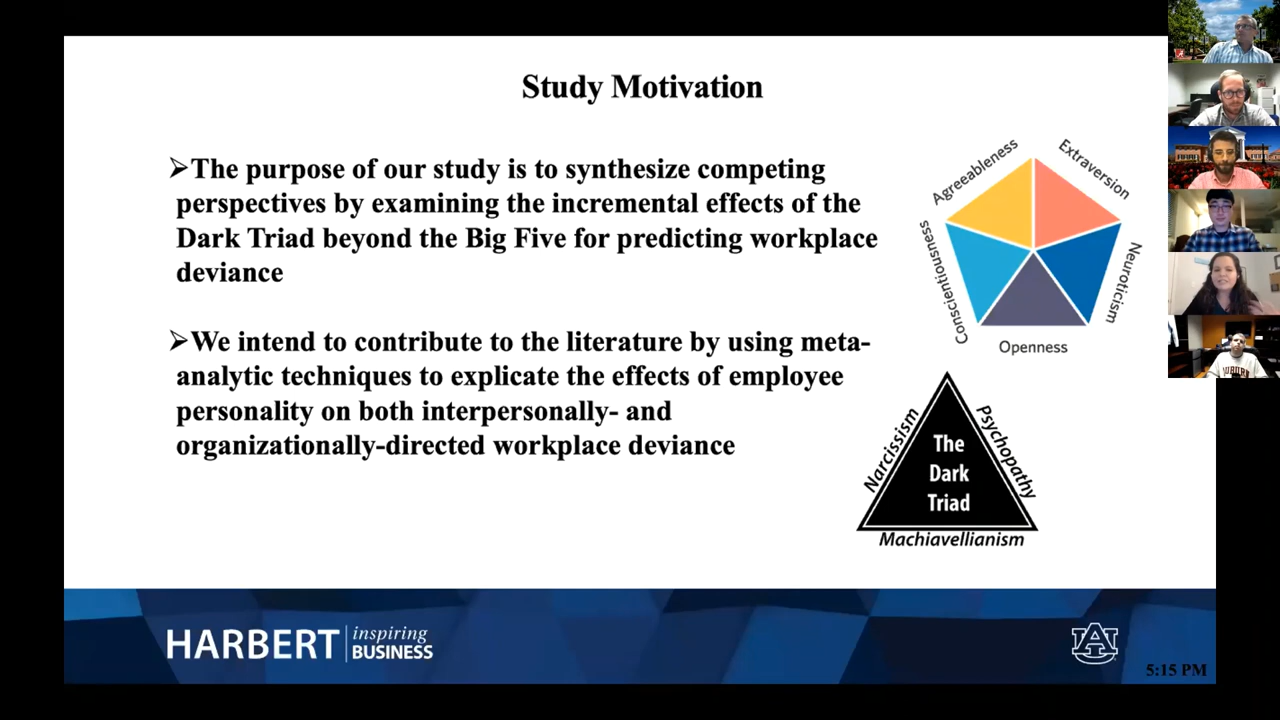 Study Motivation
➢The purpose of our study is to synthesize competing
perspectives by examining the incremental effects of the
Dark Triad beyond the Big Five for predicting workplace
deviance
➢We intend to contribute to the literature by using meta-
analytic techniques to explicate the effects of employee
personality on both interpersonally- and
organizationally-directed workplace deviance
Agreeableness
Extraversion
Conscientiousness
Neuroticism
Openness
Narcissism
Psychopathy
The
Dark
Triad
Machiavellianism
HARBERT
inspiring
BUSINESS
AU
5:15 PM
AUBURN